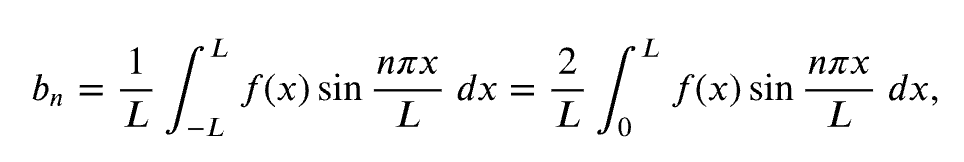 b_n = \frac{1}{L} \int_{-L}^{L} f(x) \sin \frac{n\pi x}{L} \, dx = \frac{2}{L} \int_{0}^{L} f(x) \sin \frac{n\pi x}{L} \, dx,